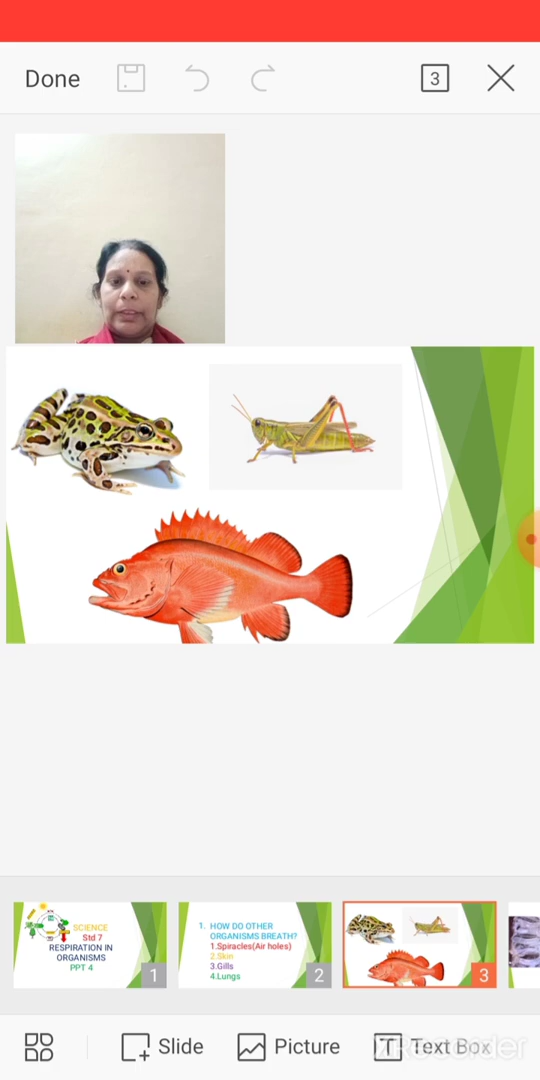 Done
3
SCIENCE
Std 7
RESPIRATION IN
ORGANISMS
PPT 4
1
1. HOW DO OTHER
ORGANISMS BREATH?
1.Spiracles(Air holes)
2.Skin
3.Gills
4.Lungs
2
3
Slide
Picture
Text Box
XRecorder